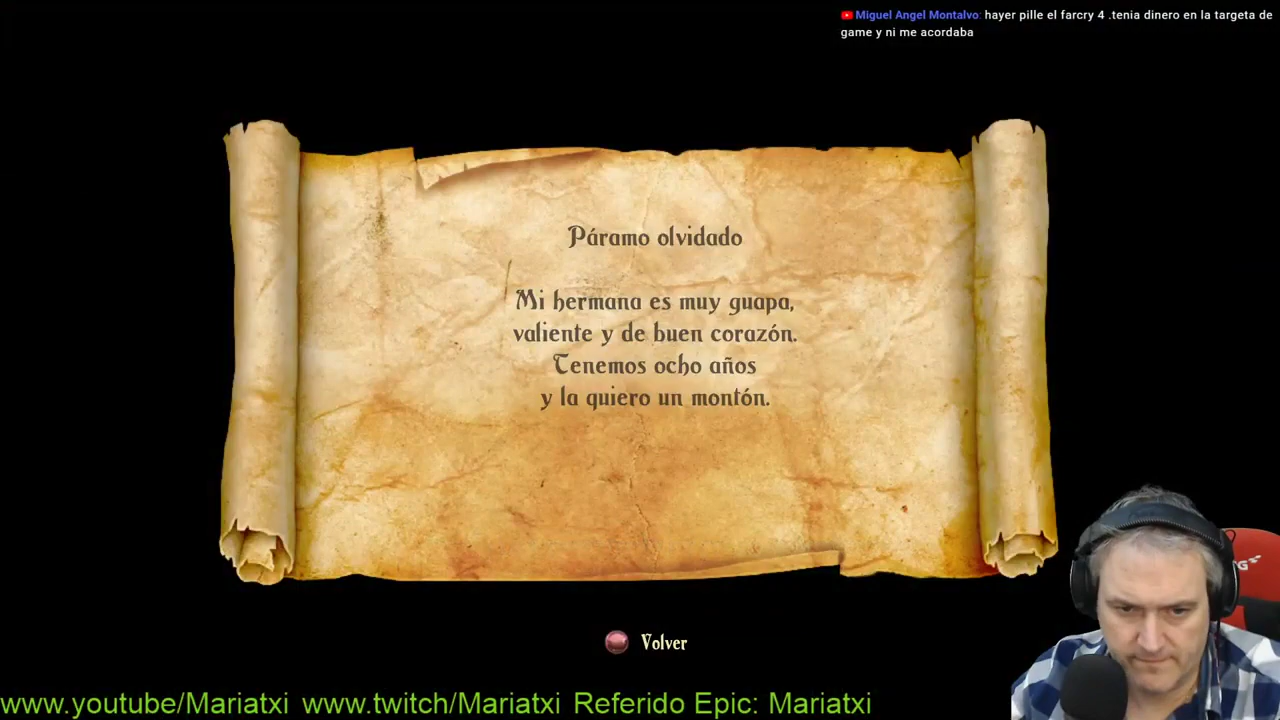 Miguel Angel Montalvo: hayer pille el farcry 4 .tenia dinero en la targeta de
game y ni me acordaba
Páramo olvidado
Mi hermana es muy guapa,
valiente y de buen corazón.
Tenemos ocho años
y la quiero un montón.
Volver
www.youtube/Mariatxi www.twitch/Mariatxi Referido Epic: Mariatxi